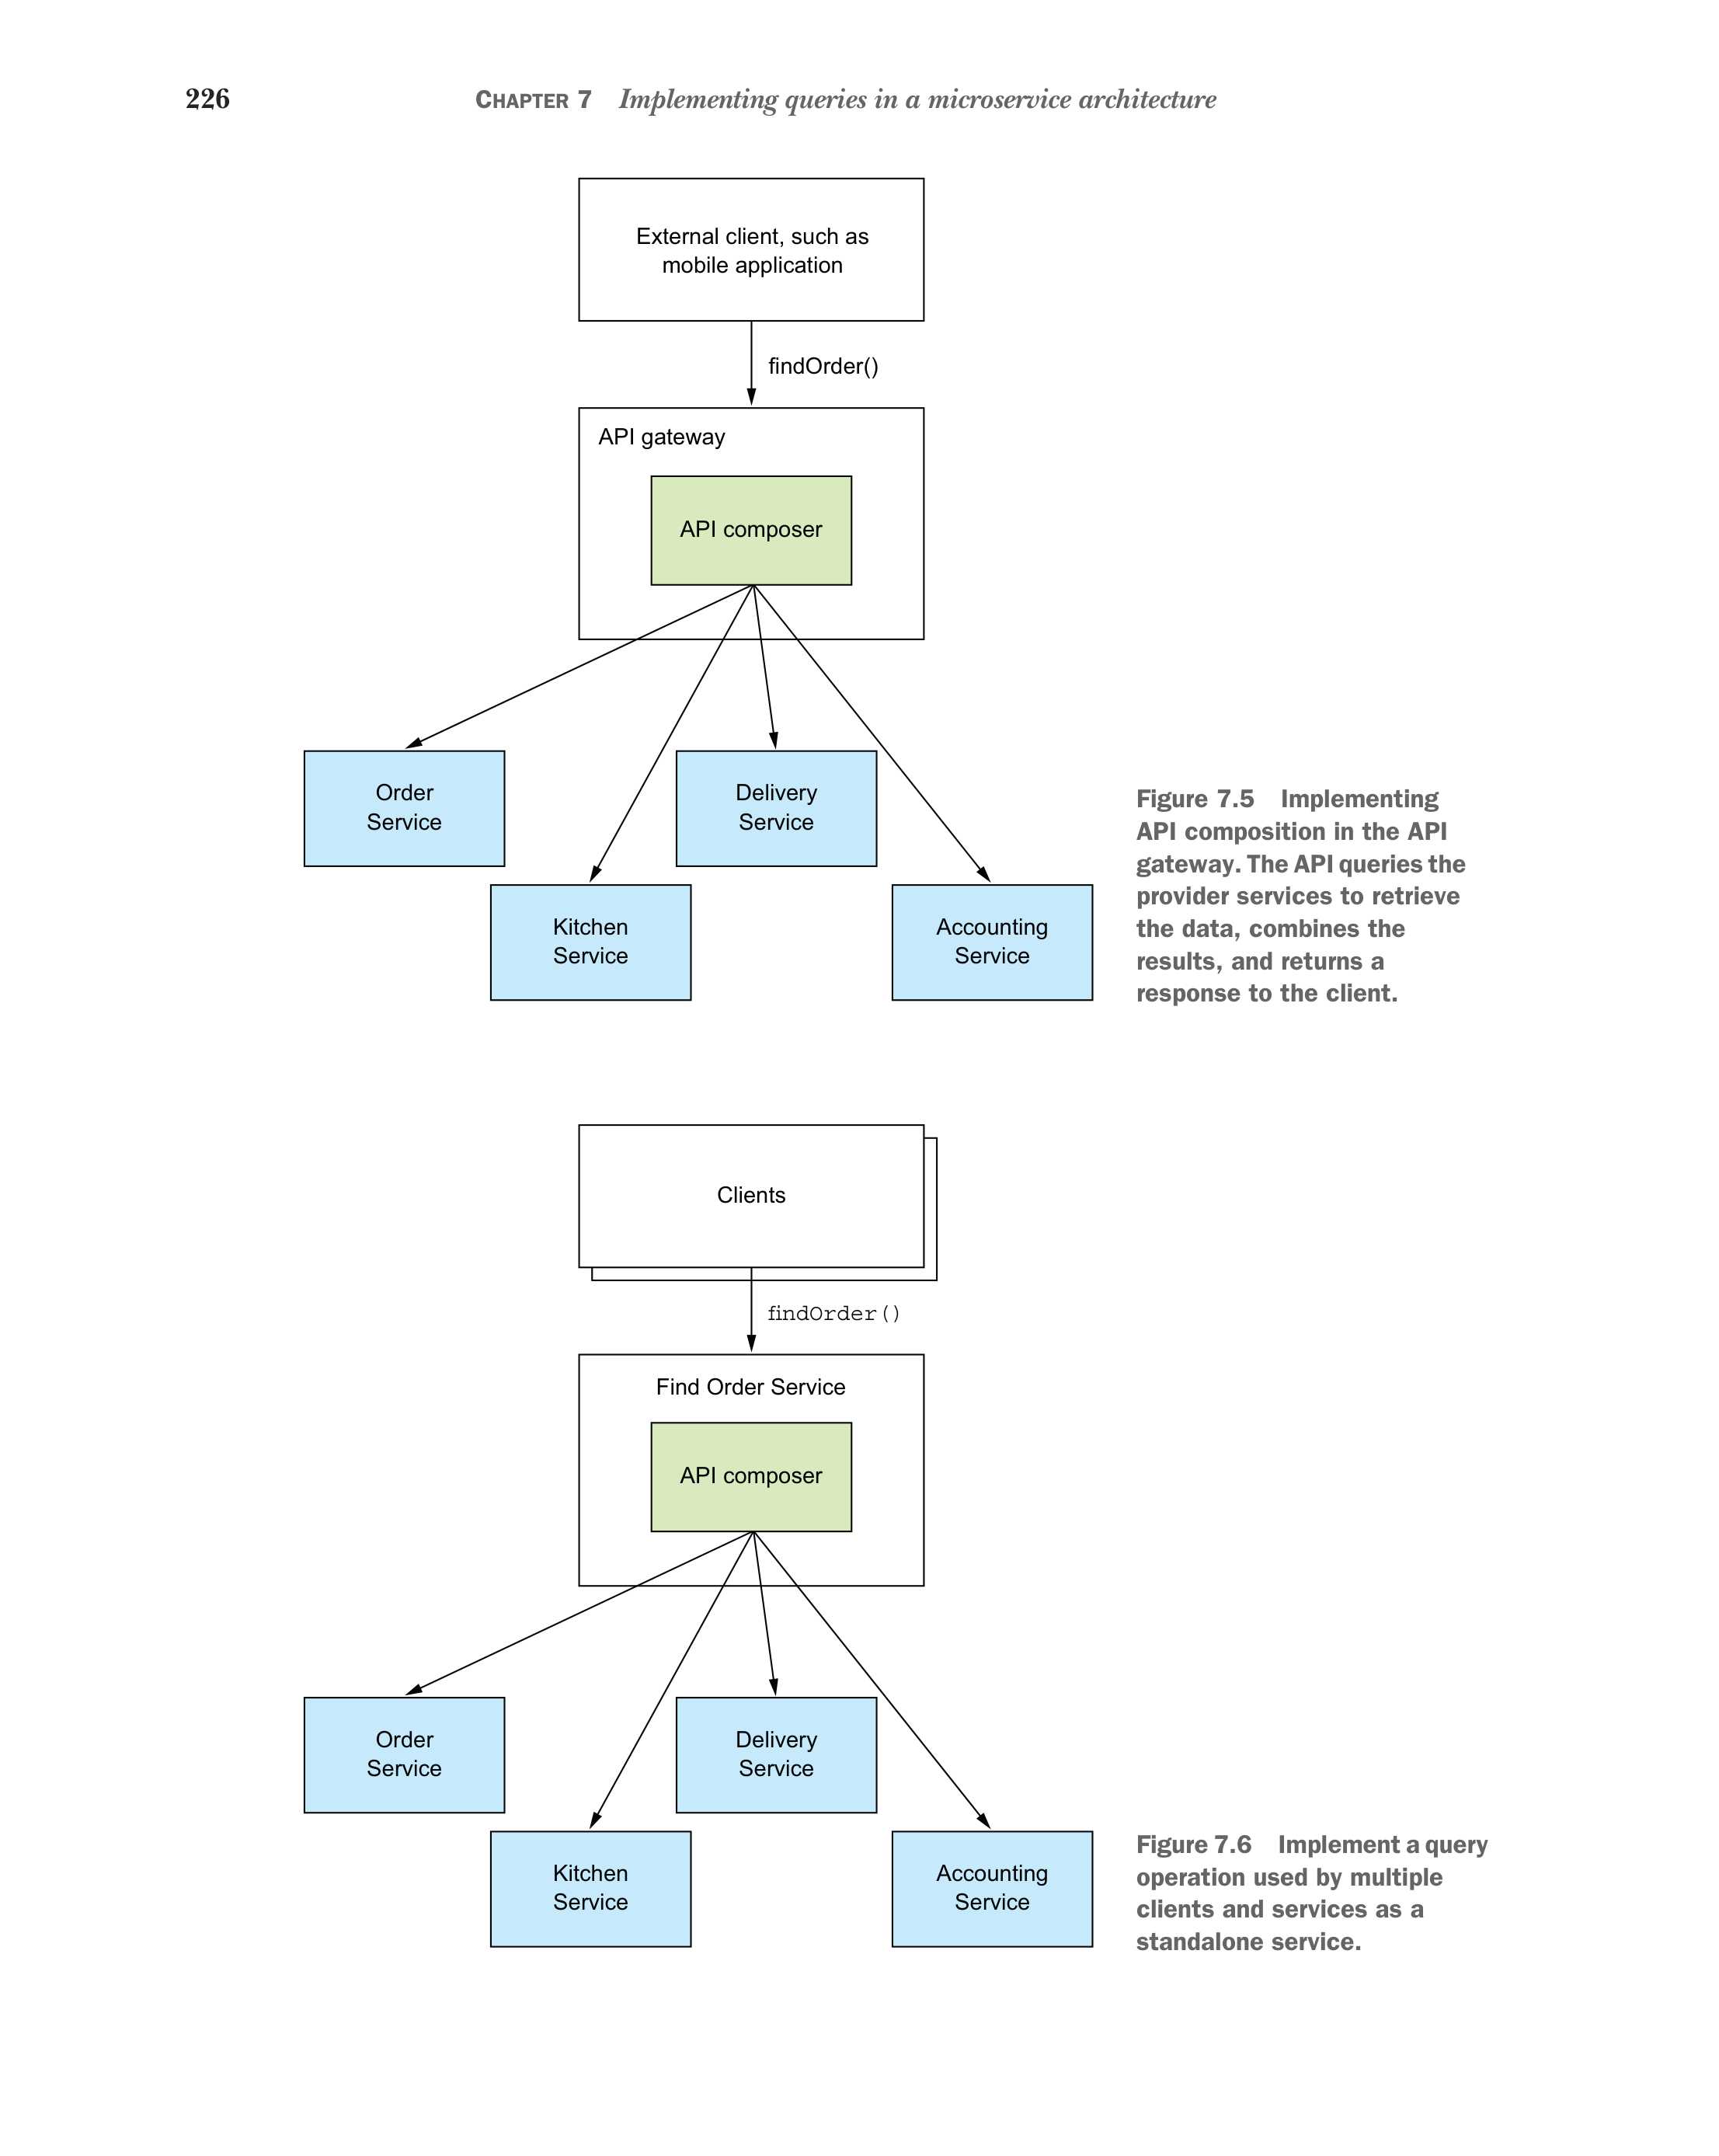 226
CHAPTER 7 Implementing queries in a microservice architecture
External client, such as
mobile application
findOrder()
API gateway
API composer
Order
Service
Delivery
Service
Kitchen
Service
Accounting
Service
Figure 7.5 Implementing
API composition in the API
gateway. The API queries the
provider services to retrieve
the data, combines the
results, and returns a
response to the client.
Clients
findOrder()
Find Order Service
API composer
Order
Service
Delivery
Service
Kitchen
Service
Accounting
Service
Figure 7.6 Implement a query
operation used by multiple
clients and services as a
standalone service.